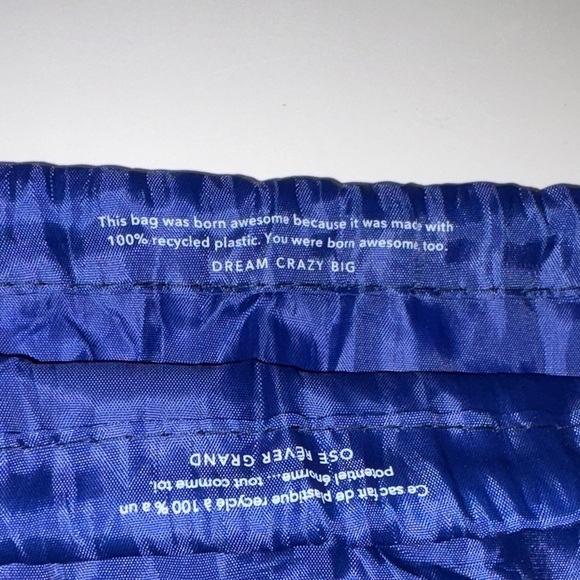 This bag was born awesome because it was made with
100% recycled plastic. You were born awesome, too.
DREAM CRAZY BIG
Ce sac fait de plastique recyclé à 100 % a un
potentiel énorme... tout comme toi.
OSE RÊVER GRAND